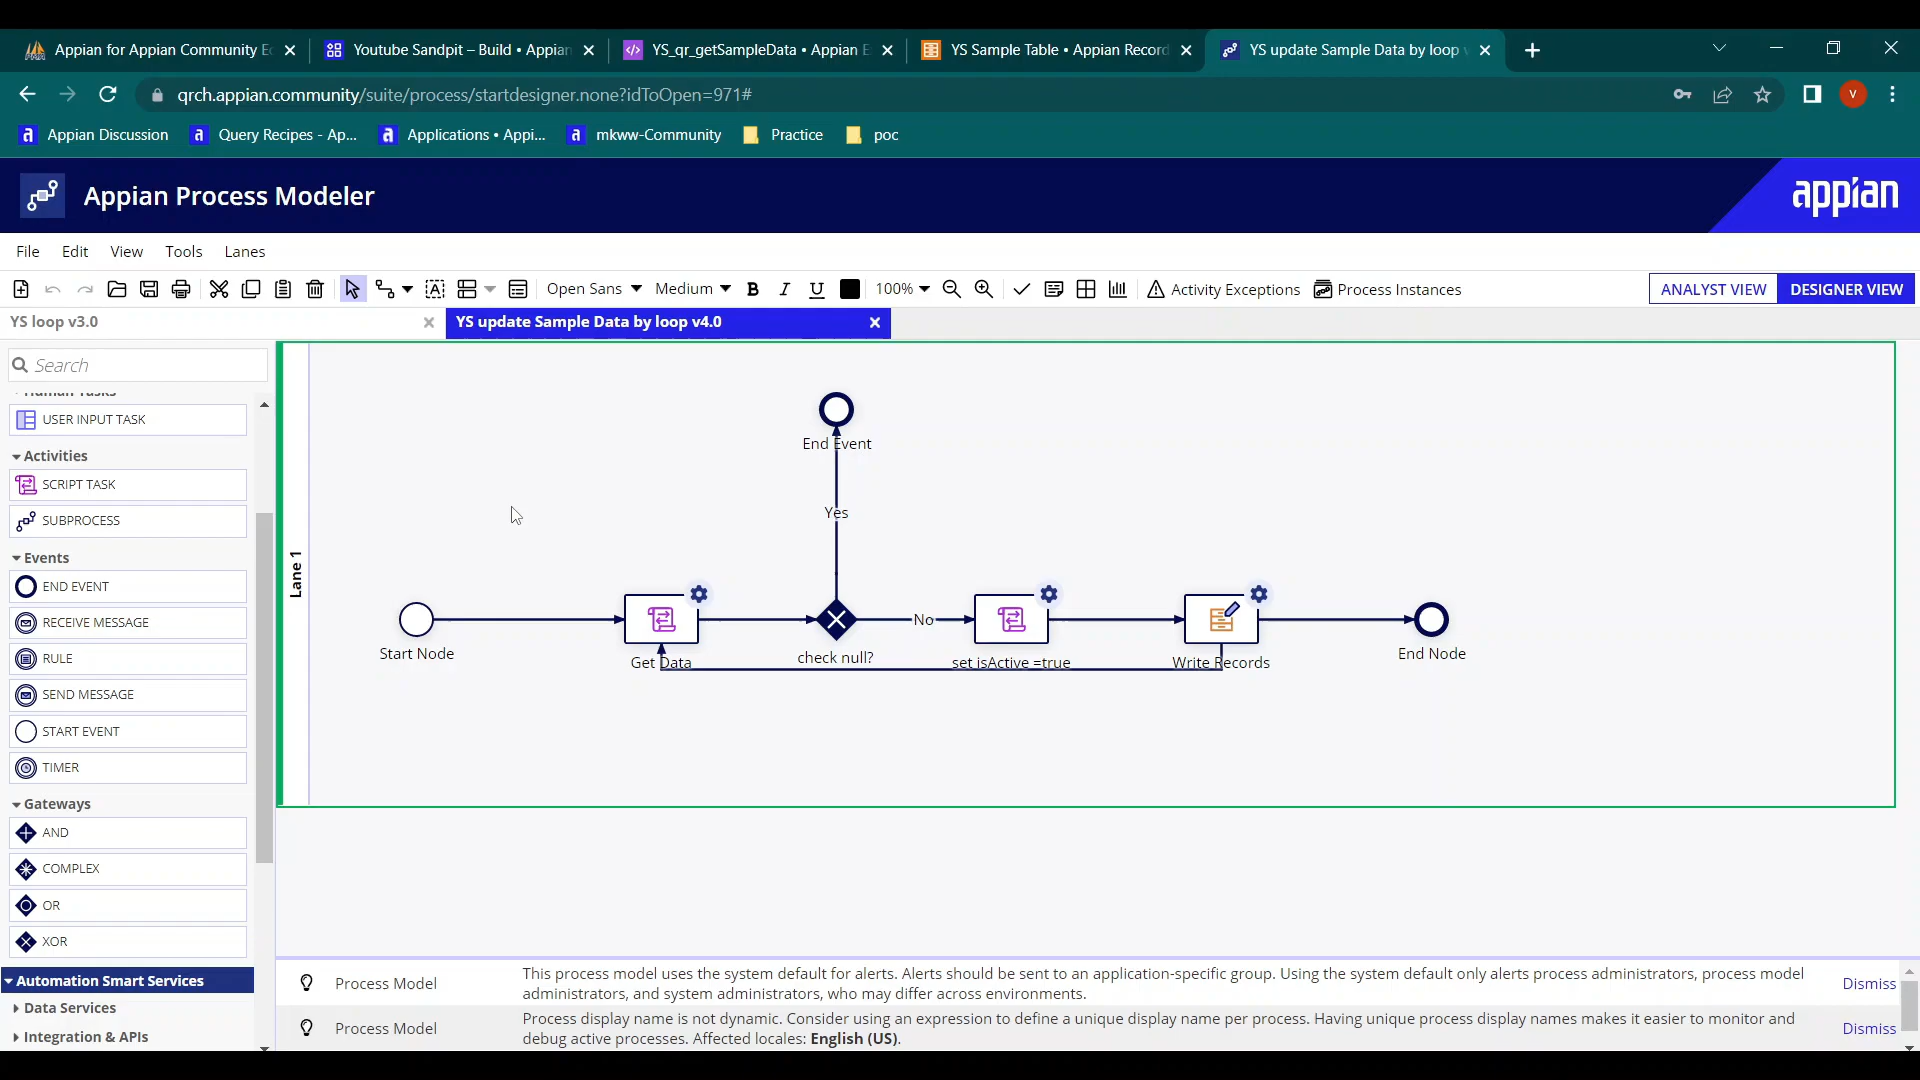 Appian for Appian Community E
Youtube Sandpit – Build • Appian
YS_qr_getSampleData • Appian E
YS Sample Table • Appian Record
YS update Sample Data by loop v
qrch.appian.community/suite/process/startdesigner.none?idToOpen=971#
V
Appian Discussion
Query Recipes - Ap...
Applications • Appi...
mkww-Community
Practice
poc
Appian Process Modeler
appian
File Edit View Tools Lanes
Open Sans Medium B I U 100% Activity Exceptions Process Instances ANALYST VIEW DESIGNER VIEW
YS loop v3.0
YS update Sample Data by loop v4.0
Search
Human Tasks
USER INPUT TASK
Activities
SCRIPT TASK
SUBPROCESS
Events
END EVENT
RECEIVE MESSAGE
RULE
SEND MESSAGE
START EVENT
TIMER
Gateways
AND
COMPLEX
OR
XOR
Automation Smart Services
Data Services
Integration & APIs
Lane 1
End Event
Yes
No
Start Node
Get Data
check null?
set isActive =true
Write Records
End Node
Process Model
This process model uses the system default for alerts. Alerts should be sent to an application-specific group. Using the system default only alerts process administrators, process model
administrators, and system administrators, who may differ across environments.
Dismiss
Process Model
Process display name is not dynamic. Consider using an expression to define a unique display name per process. Having unique process display names makes it easier to monitor and
debug active processes. Affected locales: English (US).
Dismiss